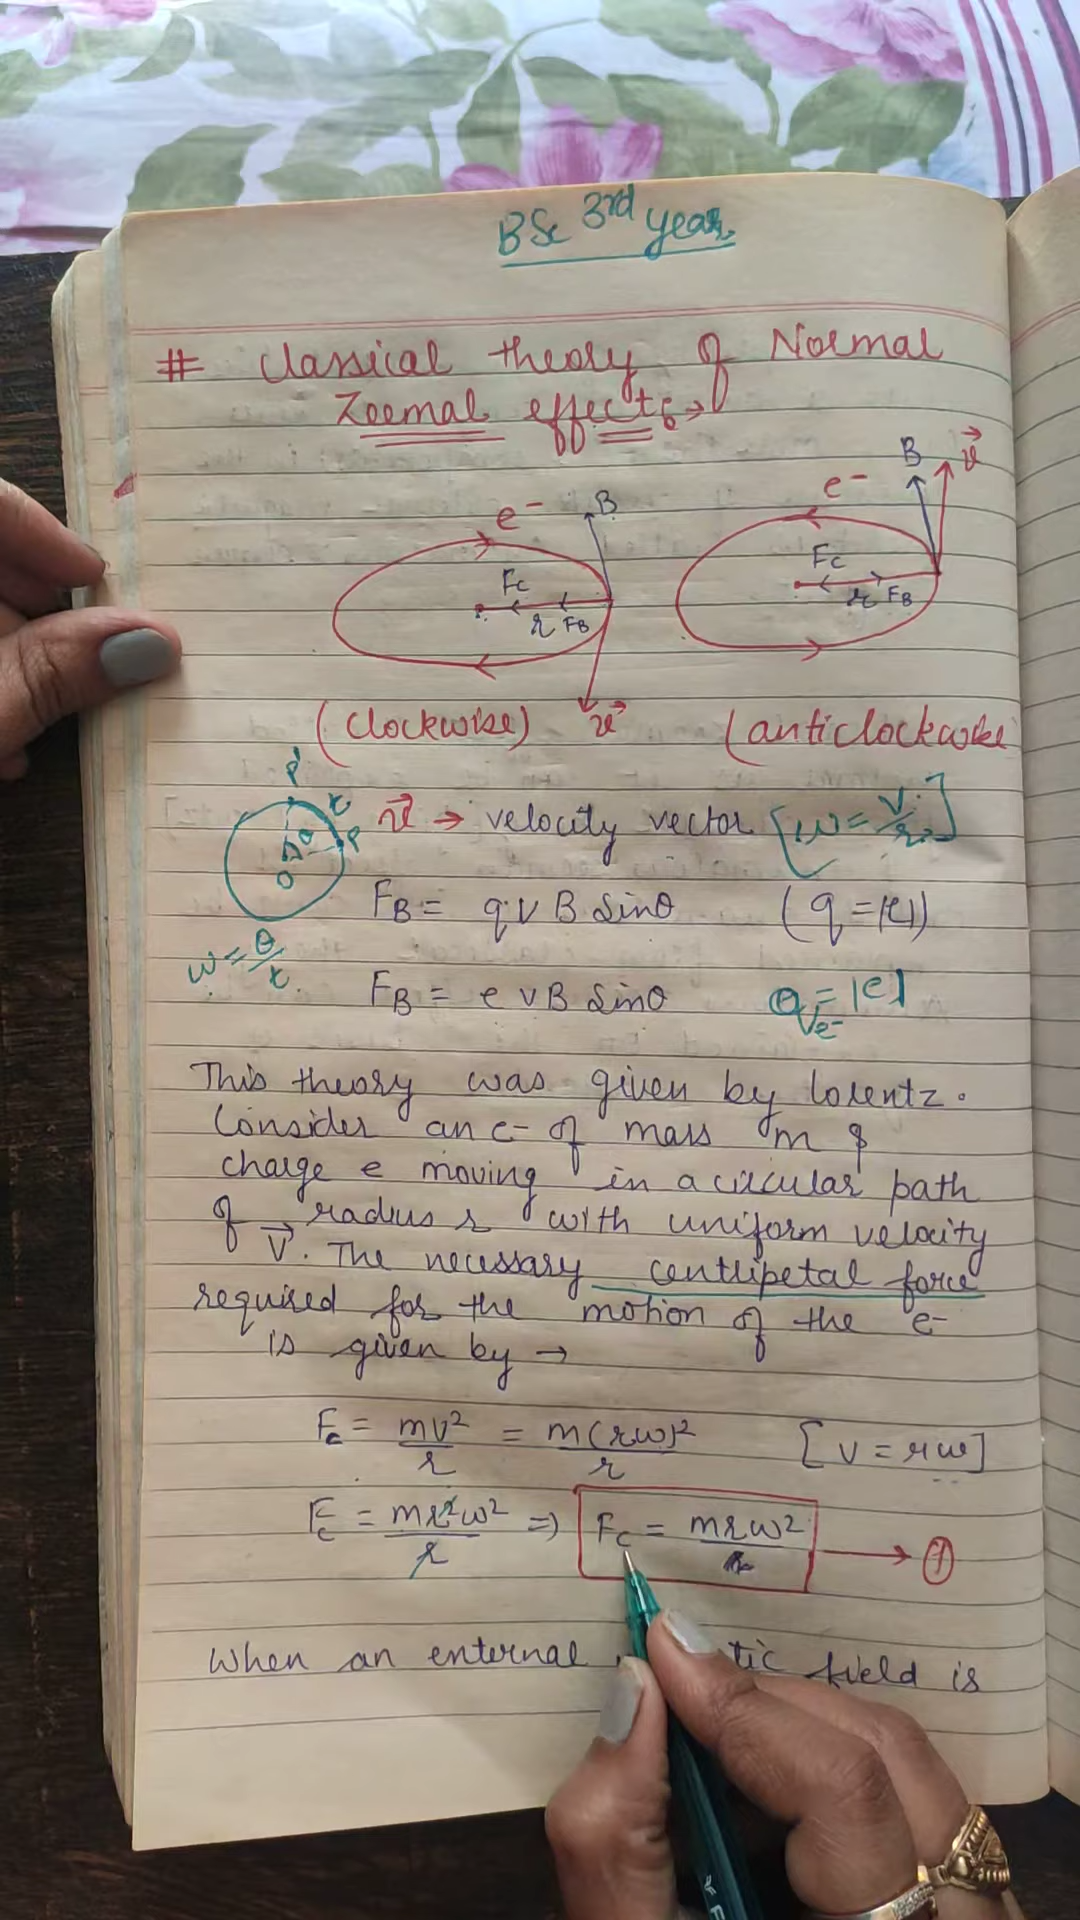 BSc 3rd year
# Classical theory of Normal
Zeemal effect :→
e⁻ B
Fc
r FB
(Clockwise) v⃗
e⁻ B v⃗
Fc
r FB
(anticlockwise
P' t
θ P
O
ω = θ/t
v⃗ → velocity vector [ω = v/r]
FB = qvB Sinθ (q = |e|)
FB = evB Sinθ
This theory was given by Lorentz.
Consider an e- of mass m &
charge e moving in a circular path
of radius r with uniform velocity
V⃗. The necessary centripetal force
required for the motion of the e-
is given by →
Fc = mv²/r = m(rω)²/r [V = rω]
Fc = mr²ω²/r ⇒ Fc = mrω² → ①
When an enternal tic field is